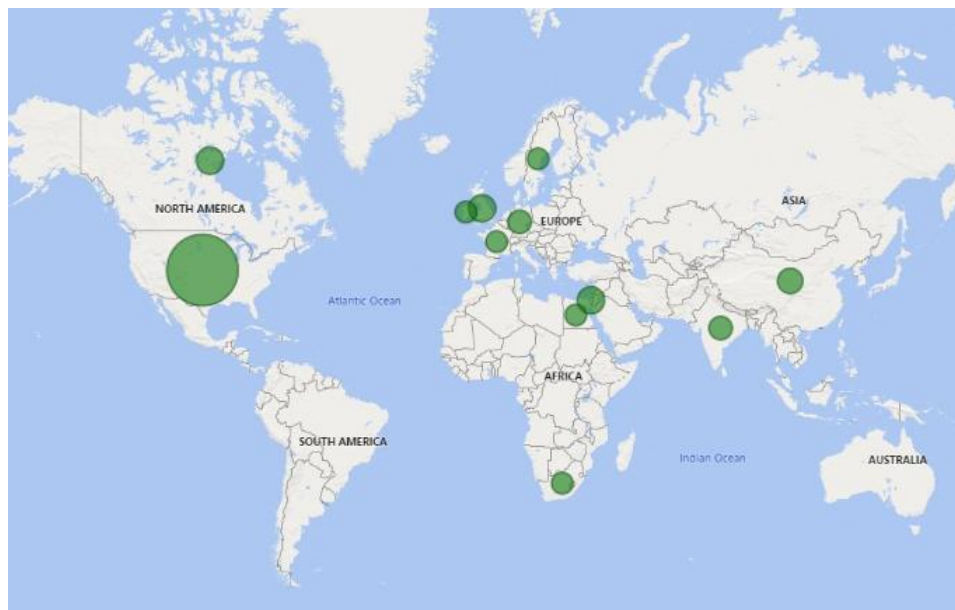 NORTH AMERICA
ASIA
EUROPE
Atlantic Ocean
AFRICA
SOUTH AMERICA
Indian Ocean
AUSTRALIA